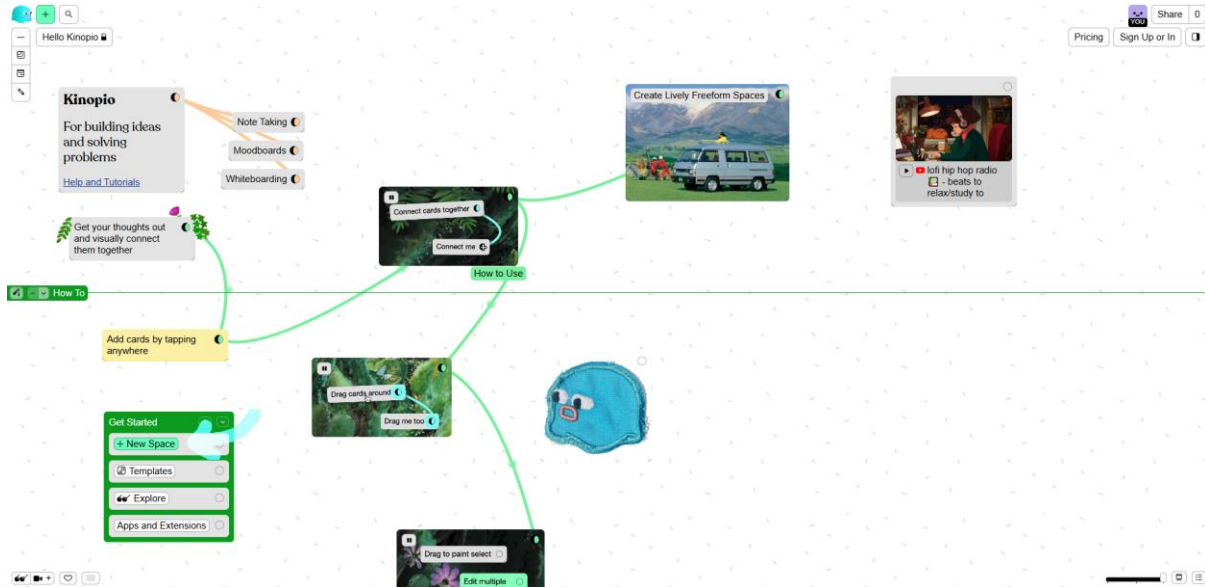 YOU
Share 0
Hello Kinopio
Pricing
Sign Up or In
Kinopio
For building ideas
and solving
problems
Help and Tutorials
Note Taking
Moodboards
Whiteboarding
Create Lively Freeform Spaces
lofi hip hop radio
- beats to
relax/study to
Get your thoughts out
and visually connect
them together
Connect cards together
Connect me
How to Use
How To
Add cards by tapping
anywhere
Drag cards around
Drag me too
Get Started
+ New Space
Templates
Explore
Apps and Extensions
Drag to paint select
Edit multiple